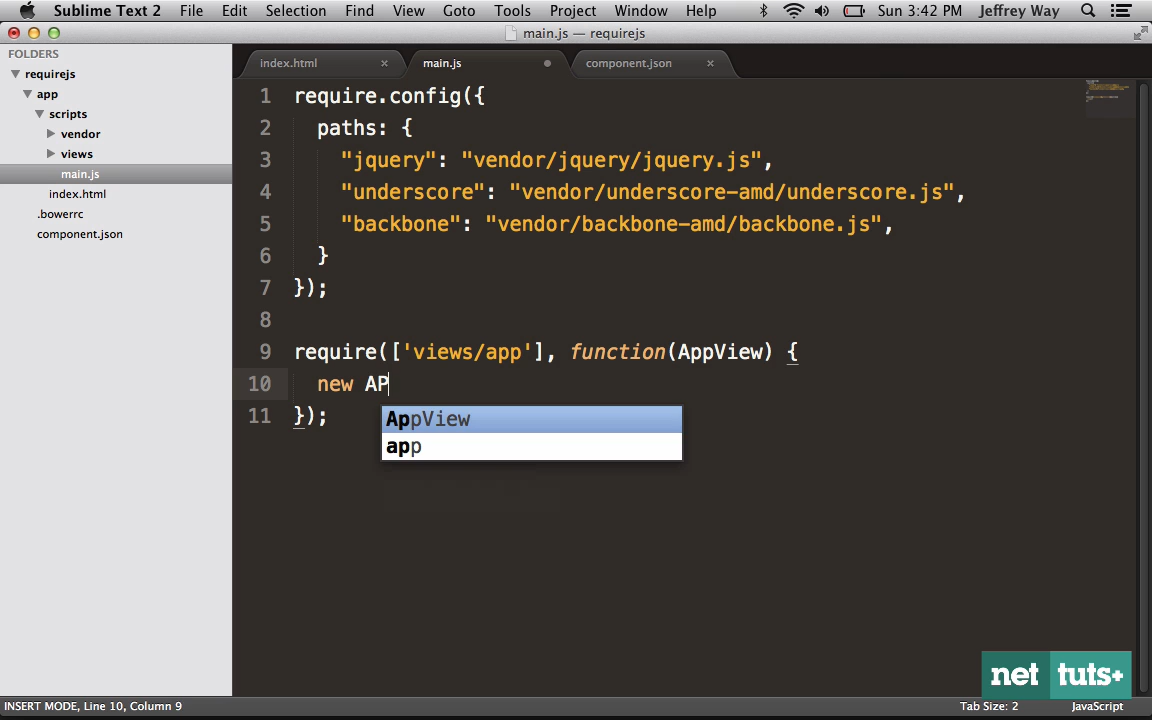 Sublime Text 2 File Edit Selection Find View Goto Tools Project Window Help Sun 3:42 PM Jeffrey Way
main.js — requirejs
FOLDERS
requirejs
app
scripts
vendor
views
main.js
index.html
.bowerrc
component.json
index.html × main.js component.json ×
1 require.config({
2 paths: {
3 "jquery": "vendor/jquery/jquery.js",
4 "underscore": "vendor/underscore-amd/underscore.js",
5 "backbone": "vendor/backbone-amd/backbone.js",
6 }
7 });
8
9 require(['views/app'], function(AppView) {
10 new AP
11 });
AppView
app
net tuts+
INSERT MODE, Line 10, Column 9 Tab Size: 2 JavaScript